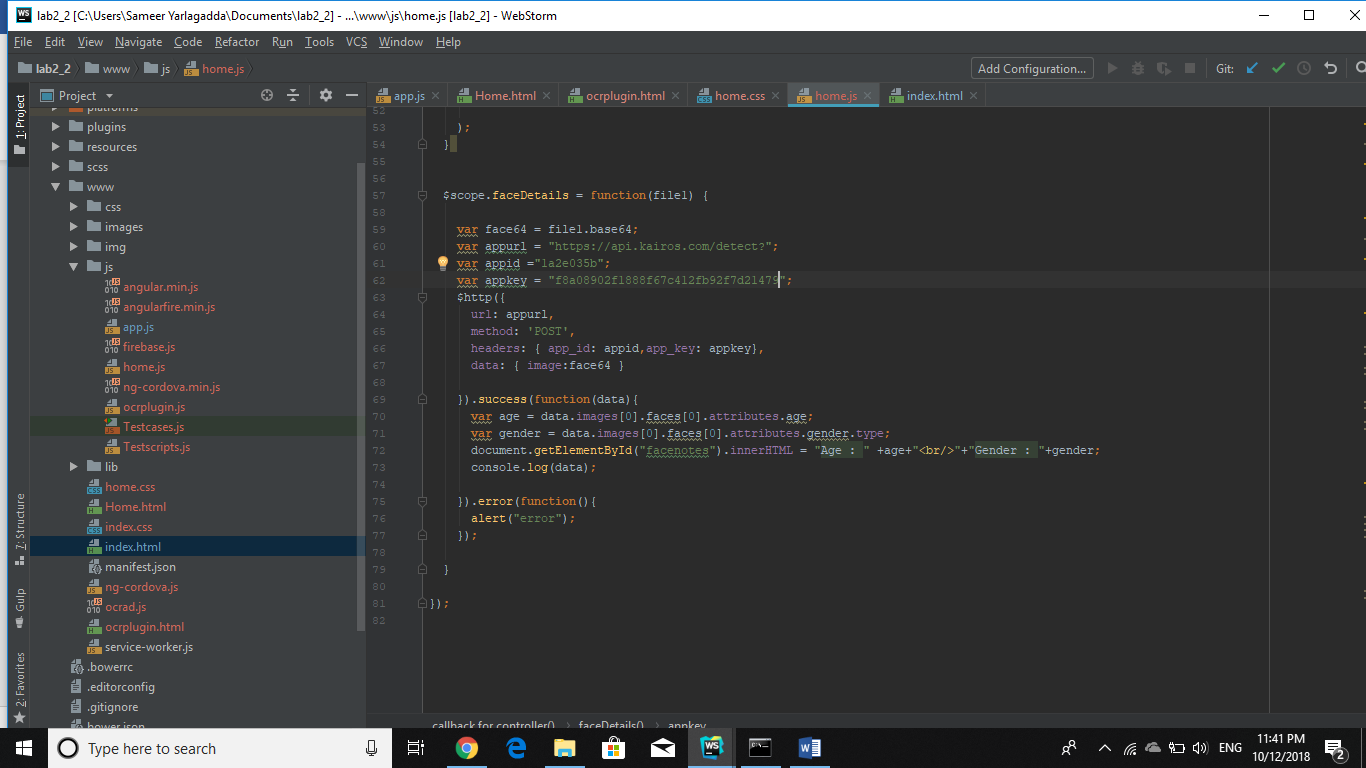 lab2_2 [C:\Users\Sameer Yarlagadda\Documents\lab2_2] - ...\www\js\home.js [lab2_2] - WebStorm
File Edit View Navigate Code Refactor Run Tools VCS Window Help
lab2_2 www js home.js Add Configuration... Git:
1: Project
7: Structure
Gulp
2: Favorites
Project
platforms
plugins
resources
scss
www
css
images
img
js
angular.min.js
angularfire.min.js
app.js
firebase.js
home.js
ng-cordova.min.js
ocrplugin.js
Testcases.js
Testscripts.js
lib
home.css
Home.html
index.css
index.html
manifest.json
ng-cordova.js
ocrad.js
ocrplugin.html
service-worker.js
.bowerrc
.editorconfig
.gitignore
bower.json
app.js Home.html ocrplugin.html home.css home.js index.html
52
53 );
54 }
55
56
57 $scope.faceDetails = function(file1) {
58
59 var face64 = file1.base64;
60 var appurl = "https://api.kairos.com/detect?";
61 var appid ="1a2e035b";
62 var appkey = "f8a08902f1888f67c412fb92f7d21479";
63 $http({
64 url: appurl,
65 method: 'POST',
66 headers: { app_id: appid,app_key: appkey},
67 data: { image:face64 }
68
69 }).success(function(data){
70 var age = data.images[0].faces[0].attributes.age;
71 var gender = data.images[0].faces[0].attributes.gender.type;
72 document.getElementById("facenotes").innerHTML = "Age : " +age+"<br/>"+"Gender : "+gender;
73 console.log(data);
74
75 }).error(function(){
76 alert("error");
77 });
78
79 }
80
81 });
82
callback for controller() faceDetails() appkey
Type here to search
ENG
11:41 PM
10/12/2018
2